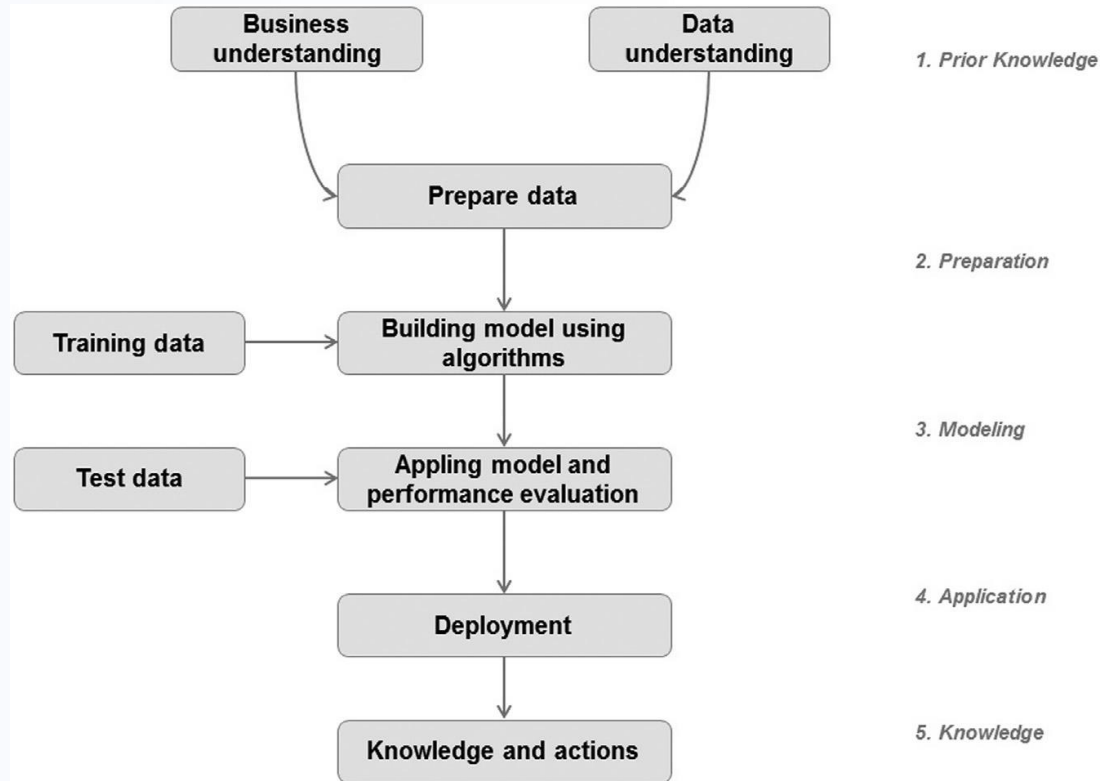 Business
understanding
Data
understanding
1. Prior Knowledge
Prepare data
2. Preparation
Training data
Building model using
algorithms
3. Modeling
Test data
Appling model and
performance evaluation
4. Application
Deployment
5. Knowledge
Knowledge and actions